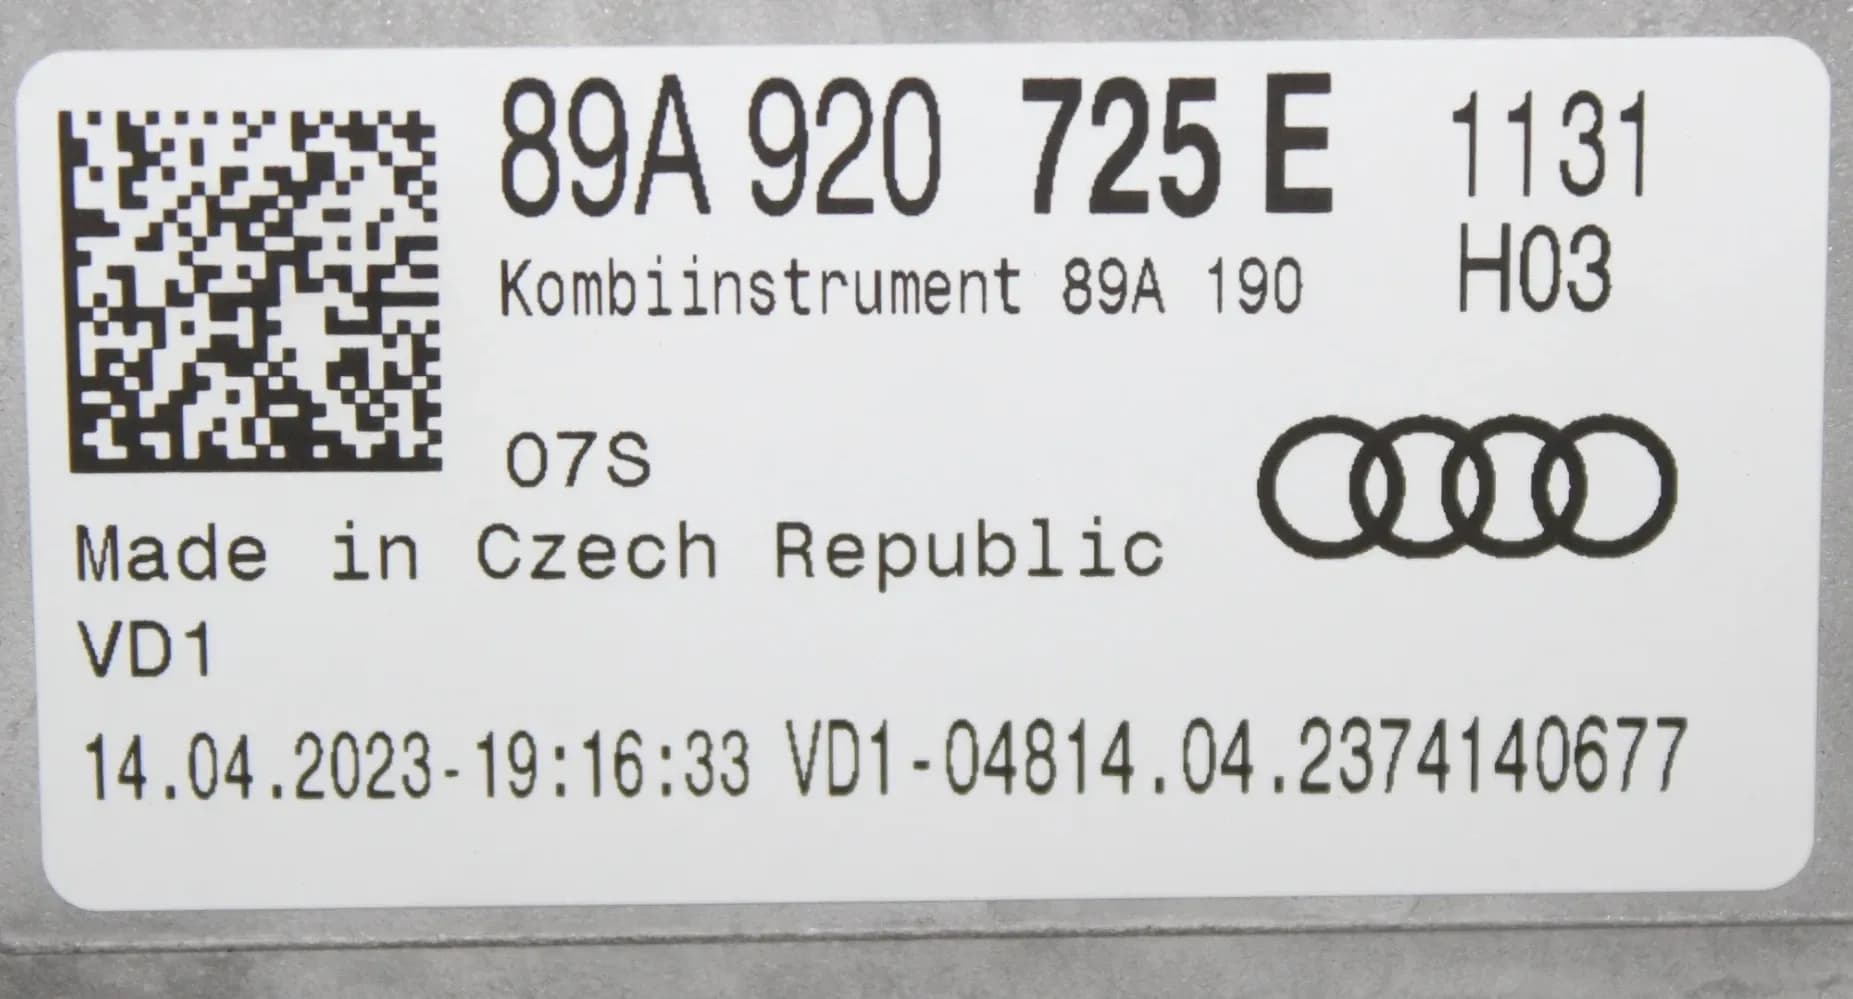 89A 920 725 E 1131
Kombiinstrument 89A 190 H03
07S
Made in Czech Republic
VD1
14.04.2023-19:16:33 VD1-04814.04.2374140677